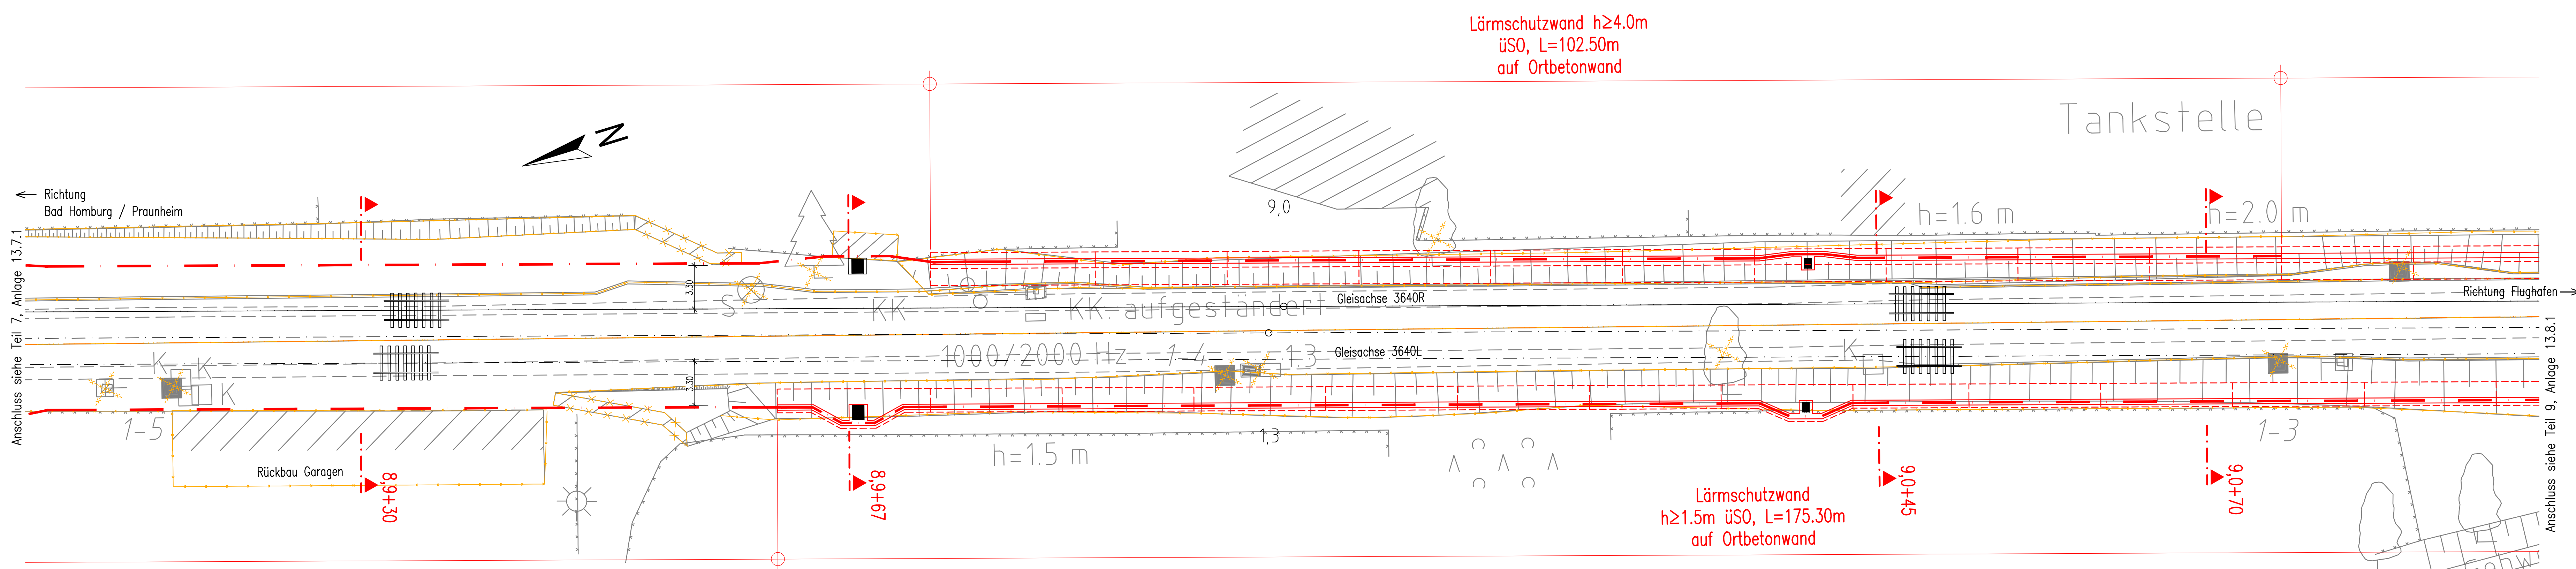 Lärmschutzwand h≥4.0m
üSO, L=102.50m
auf Ortbetonwand
Tankstelle
N
Richtung
Bad Homburg / Praunheim
9,0
h=1.6 m
h=2.0 m
Anschluss siehe Teil 7, Anlage 13.7.1
3.30
S
KK
KK. aufgeständert
Gleisachse 3640R
Richtung Flughafen
1000/2000 Hz
1-4
1.3
Gleisachse 3640L
K
K
K
K
3.30
1-5
1,3
1-3
h=1.5 m
Rückbau Garagen
8,9+30
8,9+67
9,0+45
9,0+70
Lärmschutzwand
h≥1.5m üSO, L=175.30m
auf Ortbetonwand
Anschluss siehe Teil 9, Anlage 13.8.1